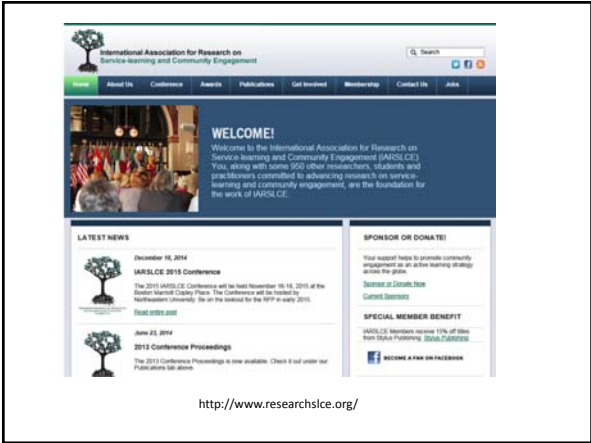 International Association for Research on
Service-learning and Community Engagement
Search
Home About Us Conference Awards Publications Get Involved Membership Contact Us Jobs
WELCOME!
Welcome to the International Association for Research on
Service-learning and Community Engagement (IARSLCE).
You, along with some 950 other researchers, students and
practitioners committed to advancing research on service-
learning and community engagement, are the foundation for
the work of IARSLCE.
LATEST NEWS
December 18, 2014
IARSLCE 2015 Conference
The 2015 IARSLCE Conference will be held November 16-18, 2015 at the
Boston Marriott Copley Place. The Conference will be hosted by
Northeastern University. Be on the lookout for the RFP in early 2015.
Read entire post
June 23, 2014
2013 Conference Proceedings
The 2013 Conference Proceedings is now available. Check it out under our
Publications tab above.
SPONSOR OR DONATE!
Your support helps to promote community
engagement as an active learning strategy
across the globe.
Sponsor or Donate Now
Current Sponsors
SPECIAL MEMBER BENEFIT
IARSLCE Members receive 15% off titles
from Stylus Publishing. Stylus Publishing
BECOME A FAN ON FACEBOOK
http://www.researchslce.org/